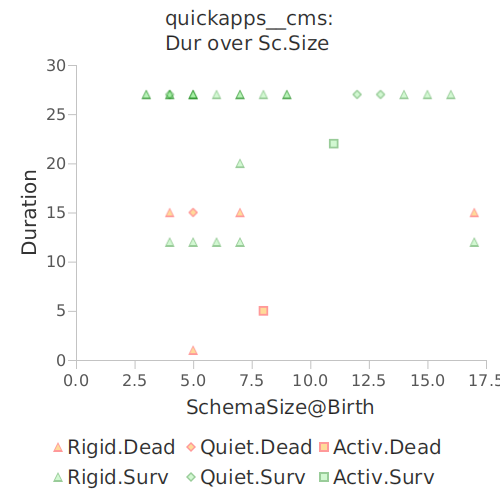 quickapps__cms:
Dur over Sc.Size
30
25
20
15
10
5
0
Duration
0.0 2.5 5.0 7.5 10.0 12.5 15.0 17.5
SchemaSize@Birth
Rigid.Dead Quiet.Dead Activ.Dead
Rigid.Surv Quiet.Surv Activ.Surv